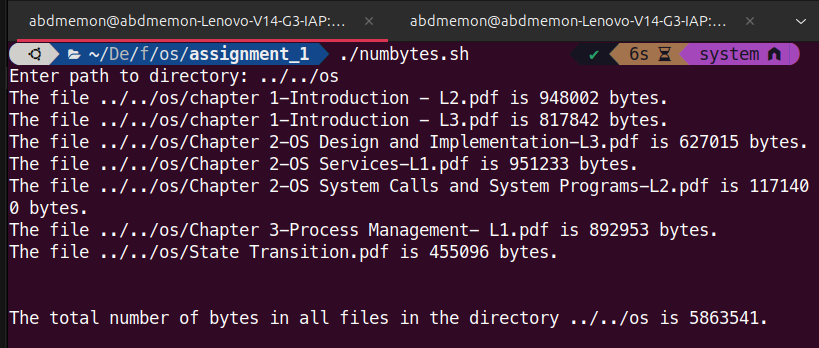 abdmemon@abdmemon-Lenovo-V14-G3-IAP:... × abdmemon@abdmemon-Lenovo-V14-G3-IAP:... ×
~/De/f/os/assignment_1 ./numbytes.sh ✔ 6s system
Enter path to directory: ../../os
The file ../../os/chapter 1-Introduction - L2.pdf is 948002 bytes.
The file ../../os/chapter 1-Introduction - L3.pdf is 817842 bytes.
The file ../../os/Chapter 2-OS Design and Implementation-L3.pdf is 627015 bytes.
The file ../../os/Chapter 2-OS Services-L1.pdf is 951233 bytes.
The file ../../os/Chapter 2-OS System Calls and System Programs-L2.pdf is 117140
0 bytes.
The file ../../os/Chapter 3-Process Management- L1.pdf is 892953 bytes.
The file ../../os/State Transition.pdf is 455096 bytes.
The total number of bytes in all files in the directory ../../os is 5863541.